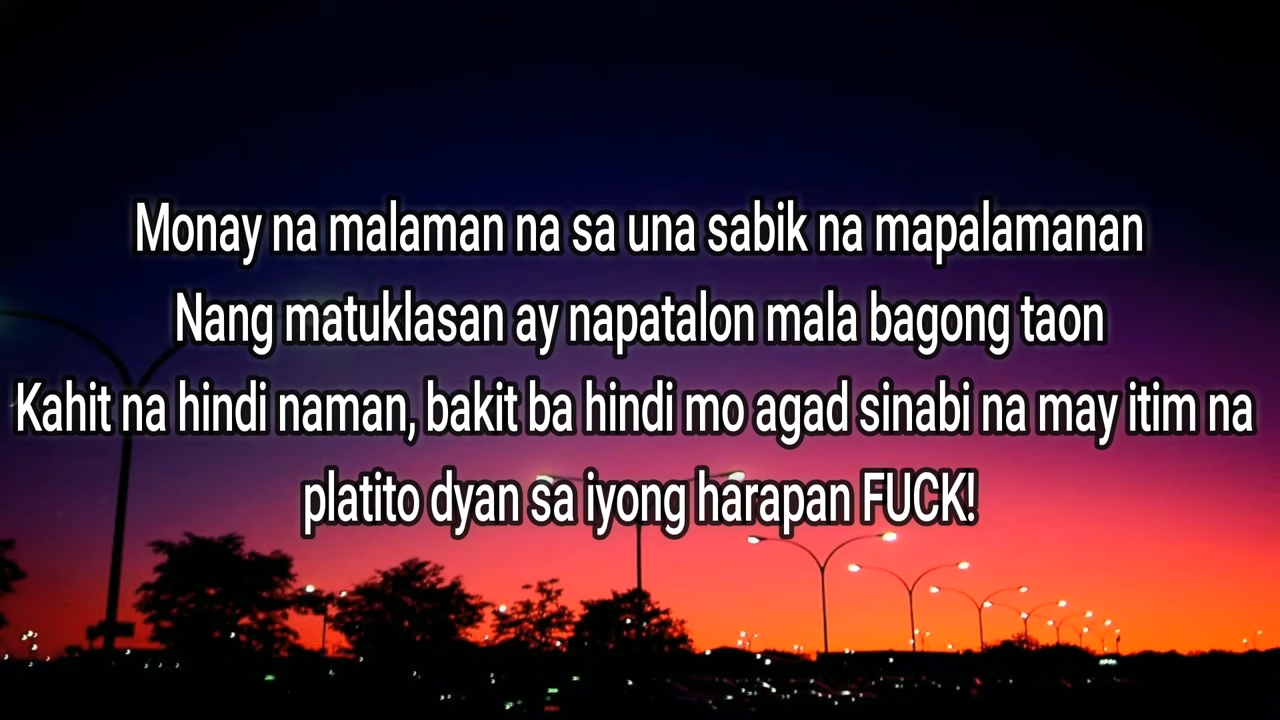 Monay na malaman na sa una sabik na mapalamanan
Nang matuklasan ay napatalon mala bagong taon
Kahit na hindi naman, bakit ba hindi mo agad sinabi na may itim na
platito dyan sa iyong harapan FUCK!